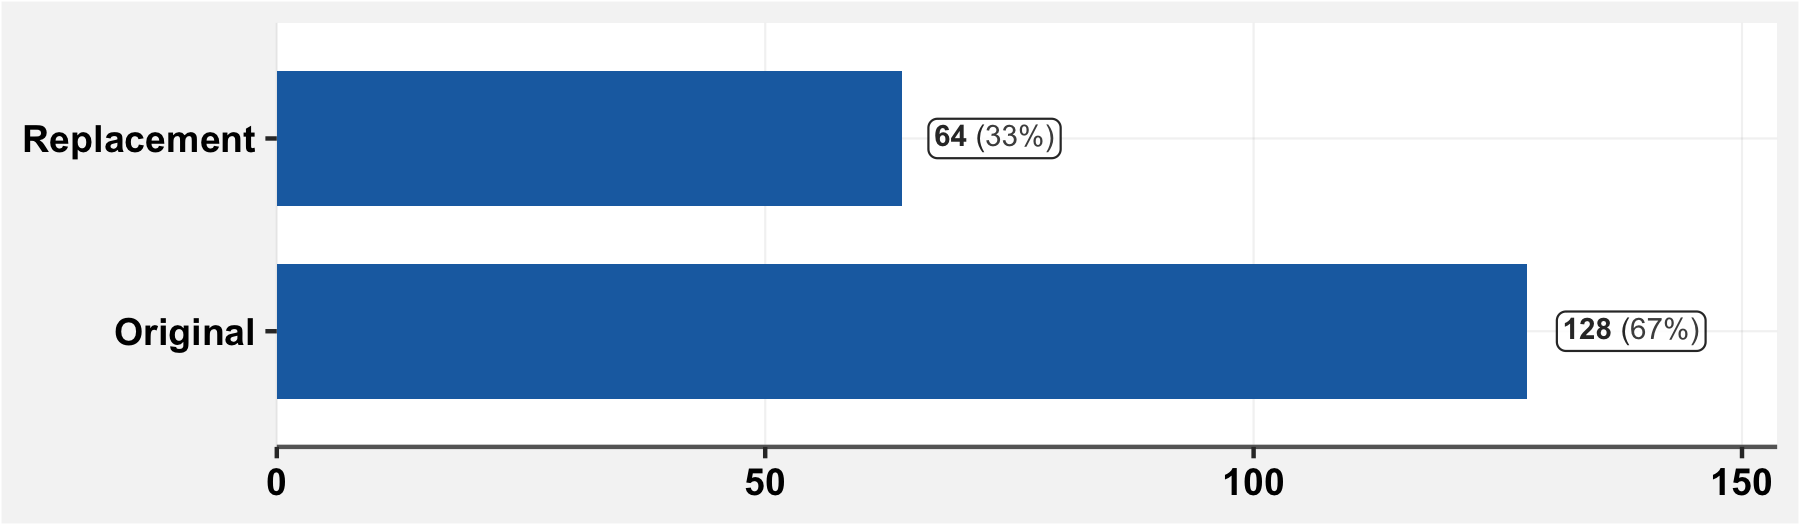 Replacement
64 (33%)
Original
128 (67%)
0 50 100 150